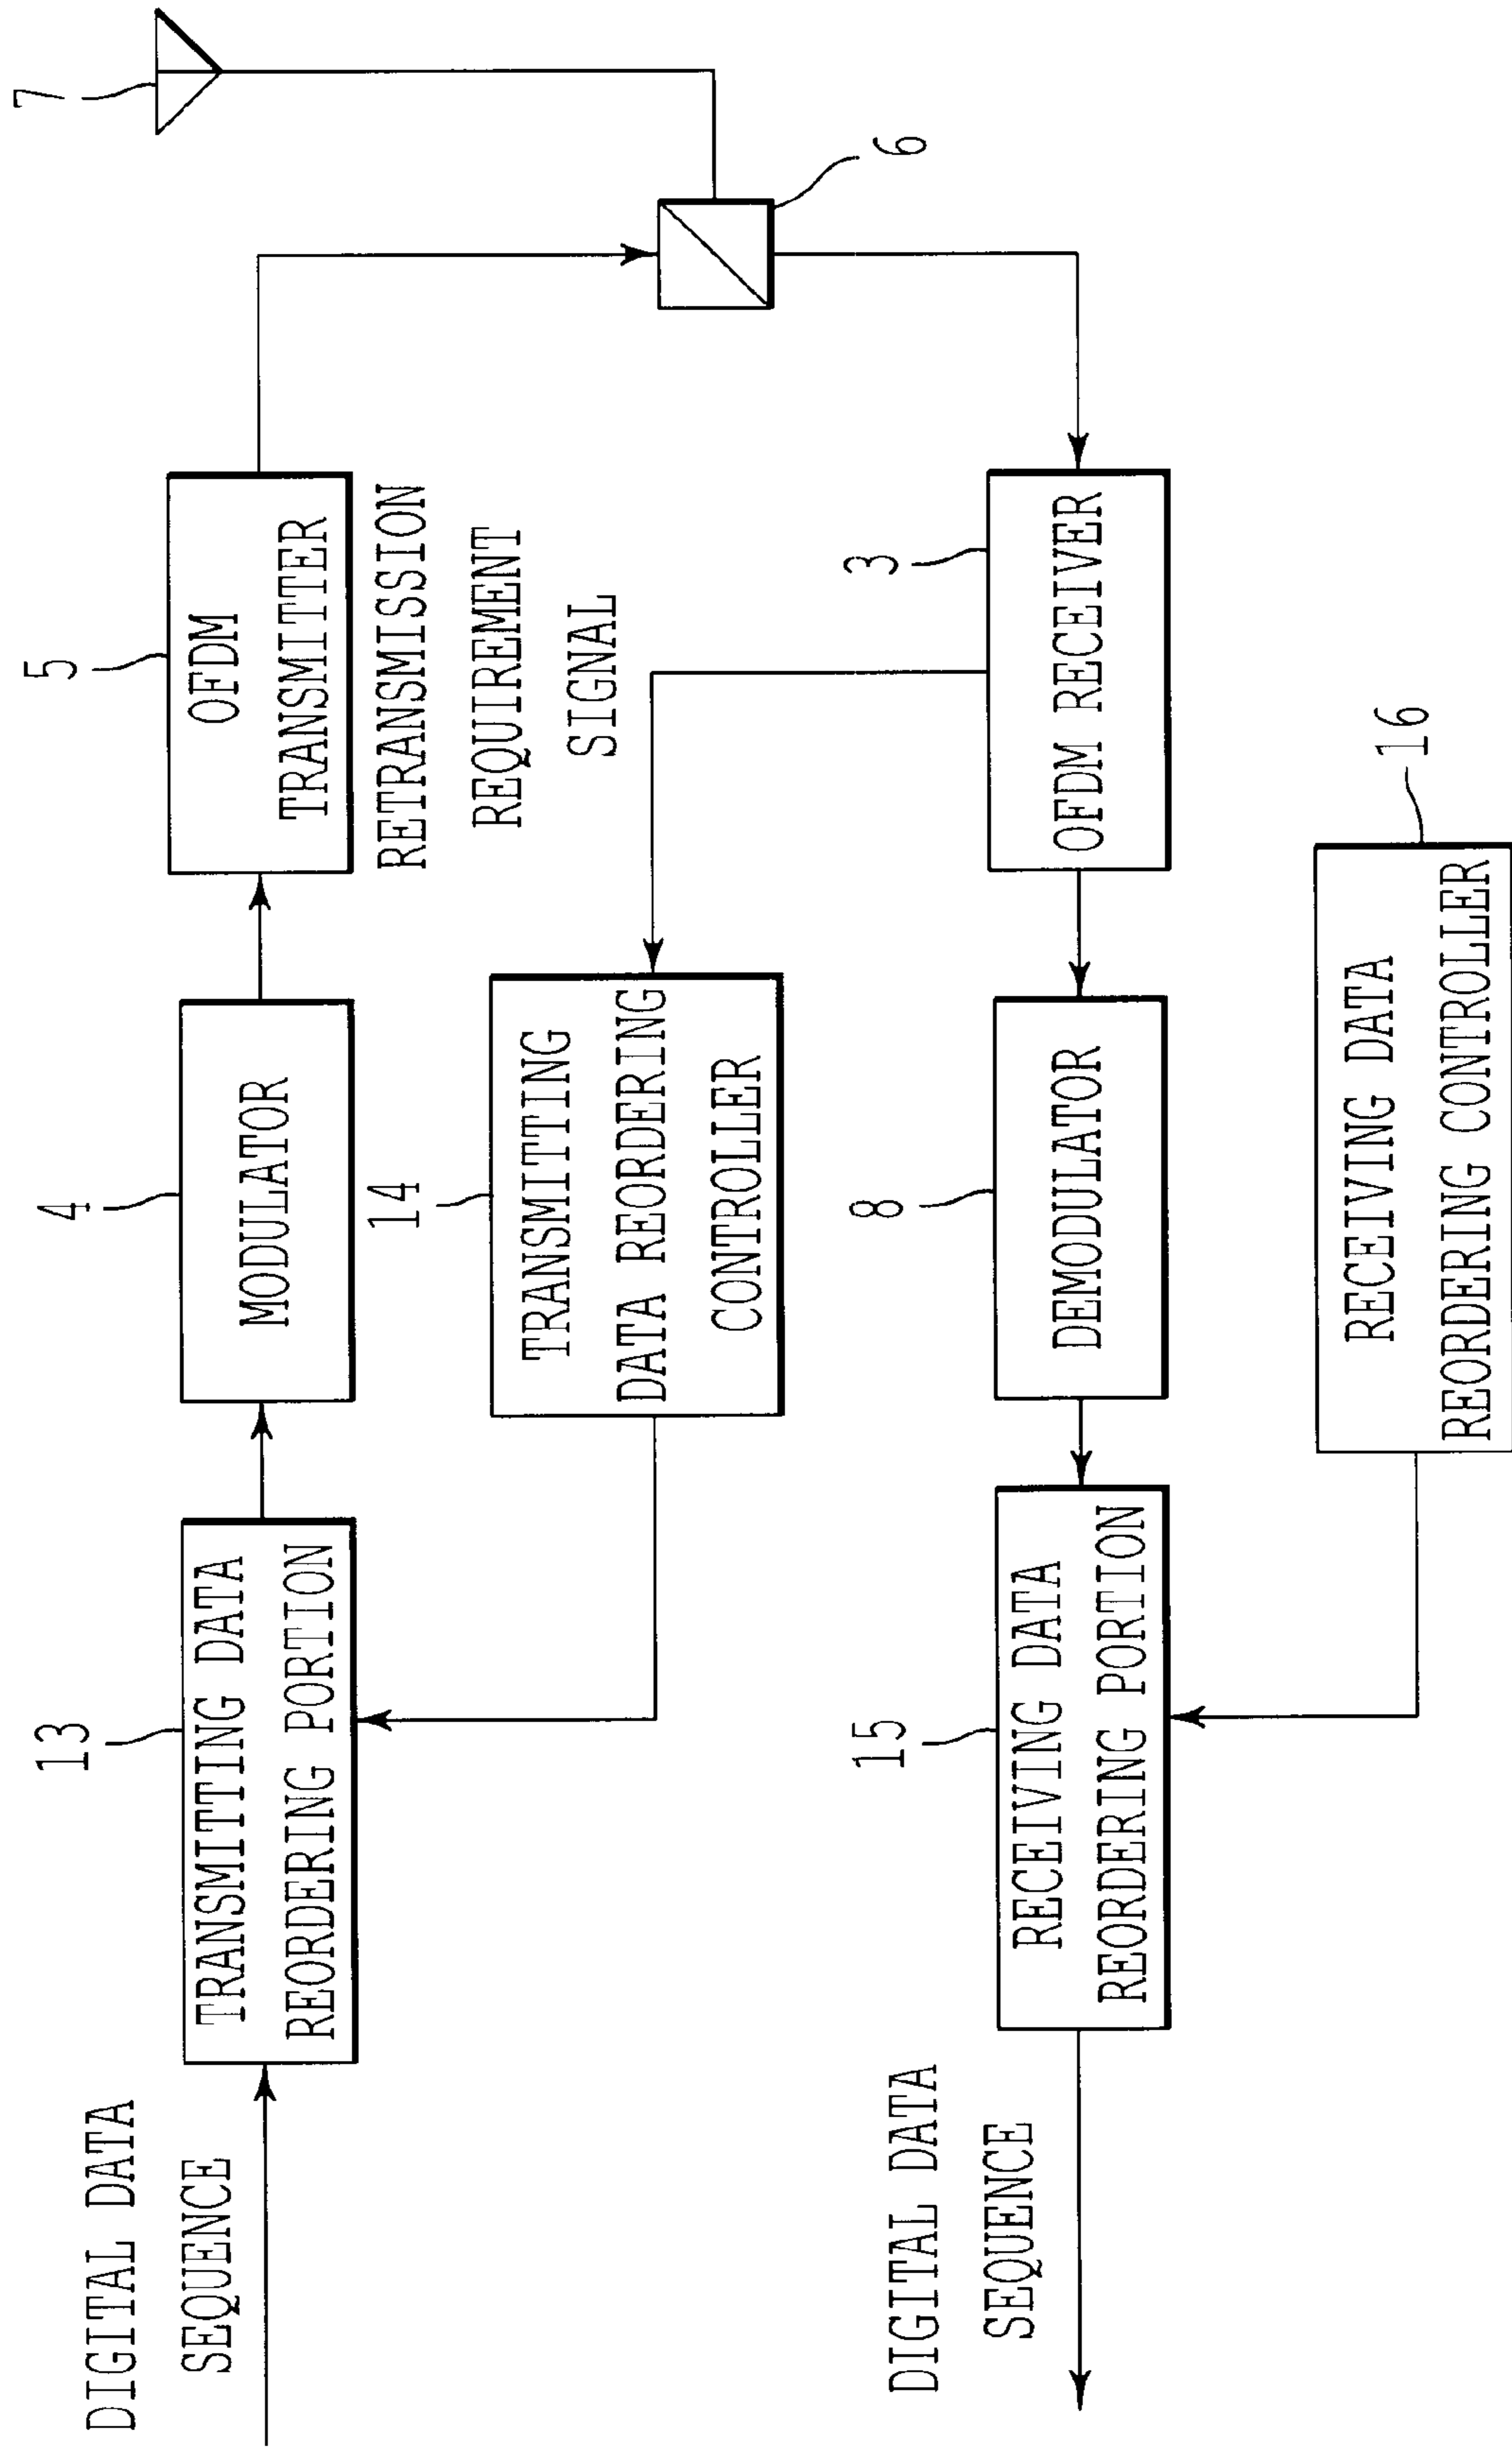 DIGITAL DATA
SEQUENCE
13
TRANSMITTING DATA
REORDERING PORTION
4
MODULATOR
5
OFDM
TRANSMITTER
7
14
TRANSMITTING
DATA REORDERING
CONTROLLER
RETRANSMISSION
REQUIREMENT
SIGNAL
6
DIGITAL DATA
SEQUENCE
15
RECEIVING DATA
REORDERING PORTION
8
DEMODULATOR
3
OFDM RECEIVER
16
RECEIVING DATA
REORDERING CONTROLLER